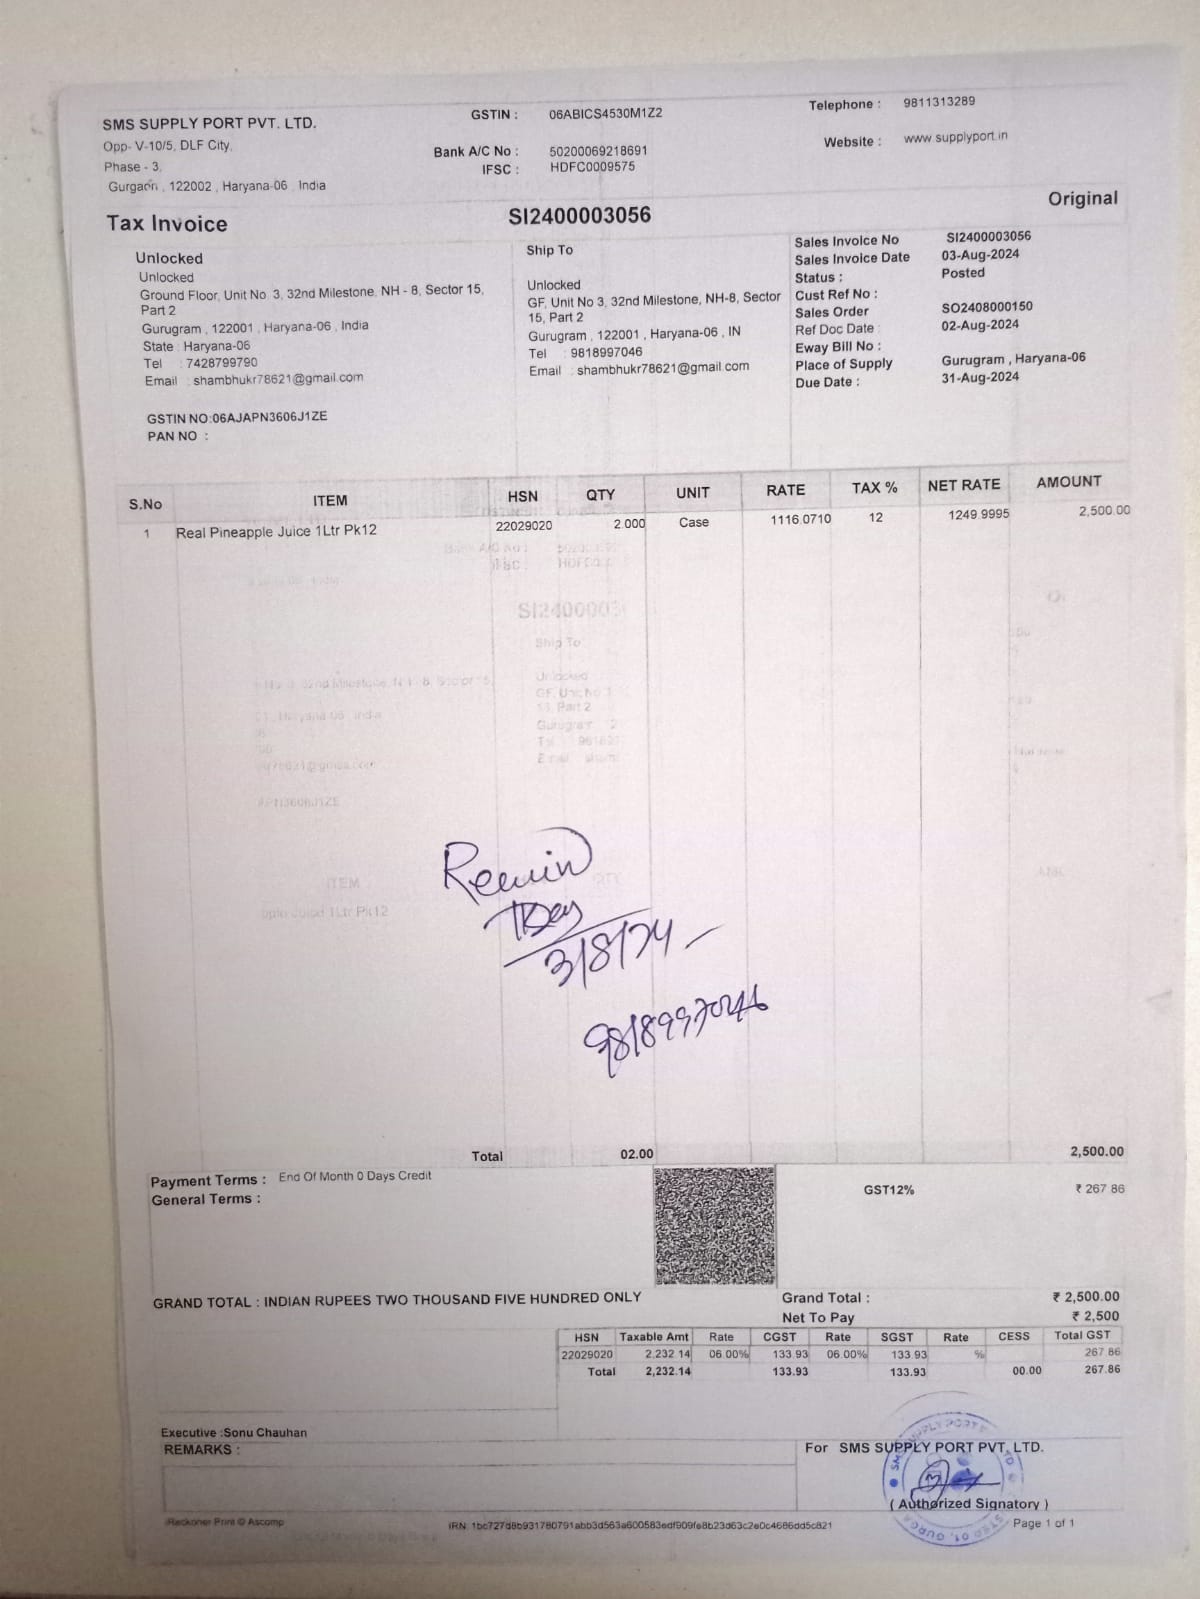 SMS SUPPLY PORT PVT. LTD.
Opp- V-10/5, DLF City,
Phase - 3,
Gurgaon , 122002 , Haryana-06 , India
GSTIN : 06ABICS4530M1Z2
Bank A/C No : 50200069218691
IFSC : HDFC0009575
Telephone : 9811313289
Website : www.supplyport.in
Original
Tax Invoice
SI2400003056
Unlocked
Unlocked
Ground Floor, Unit No. 3, 32nd Milestone, NH - 8, Sector 15,
Part 2
Gurugram , 122001 , Haryana-06 , India
State : Haryana-06
Tel : 7428799790
Email : shambhukr78621@gmail.com
GSTIN NO:06AJAPN3606J1ZE
PAN NO :
Ship To
Unlocked
GF, Unit No 3, 32nd Milestone, NH-8, Sector
15, Part 2
Gurugram , 122001 , Haryana-06 , IN
Tel : 9818997046
Email : shambhukr78621@gmail.com
Sales Invoice No SI2400003056
Sales Invoice Date 03-Aug-2024
Status : Posted
Cust Ref No :
Sales Order SO2408000150
Ref Doc Date : 02-Aug-2024
Eway Bill No :
Place of Supply Gurugram , Haryana-06
Due Date : 31-Aug-2024
S.No ITEM HSN QTY UNIT RATE TAX % NET RATE AMOUNT
1 Real Pineapple Juice 1Ltr Pk12 22029020 2.000 Case 1116.0710 12 1249.9995 2,500.00
3/8/24
9818997046
Total 02.00 2,500.00
Payment Terms : End Of Month 0 Days Credit
General Terms :
GST12% ₹ 267.86
GRAND TOTAL : INDIAN RUPEES TWO THOUSAND FIVE HUNDRED ONLY
Grand Total : ₹ 2,500.00
Net To Pay ₹ 2,500
HSN Taxable Amt Rate CGST Rate SGST Rate CESS Total GST
22029020 2,232.14 06.00% 133.93 06.00% 133.93 % 267.86
Total 2,232.14 133.93 133.93 00.00 267.86
Executive :Sonu Chauhan
REMARKS :
For SMS SUPPLY PORT PVT. LTD.
( Authorized Signatory )
iReckoner Print © Ascomp
IRN: 1bc727d8b931780791abb3d563a600583edf909fe8b23d63c2e0c4686dd5c821
Page 1 of 1